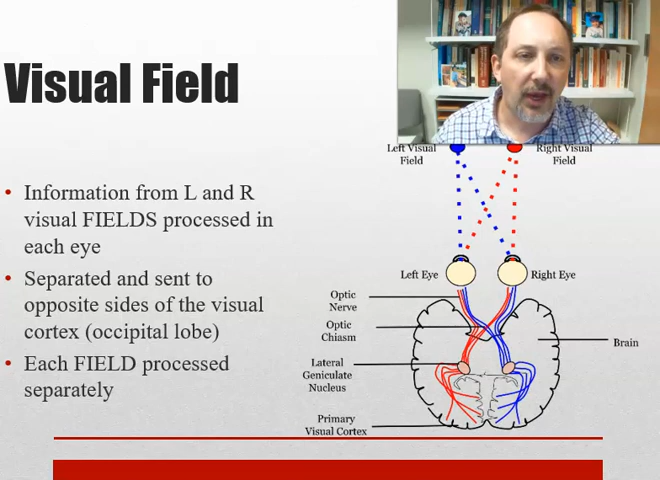 Visual Field
• Information from L and R
visual FIELDS processed in
each eye
• Separated and sent to
opposite sides of the visual
cortex (occipital lobe)
• Each FIELD processed
separately
Left Visual
Field
Right Visual
Field
Left Eye
Right Eye
Optic
Nerve
Optic
Chiasm
Brain
Lateral
Geniculate
Nucleus
Primary
Visual Cortex